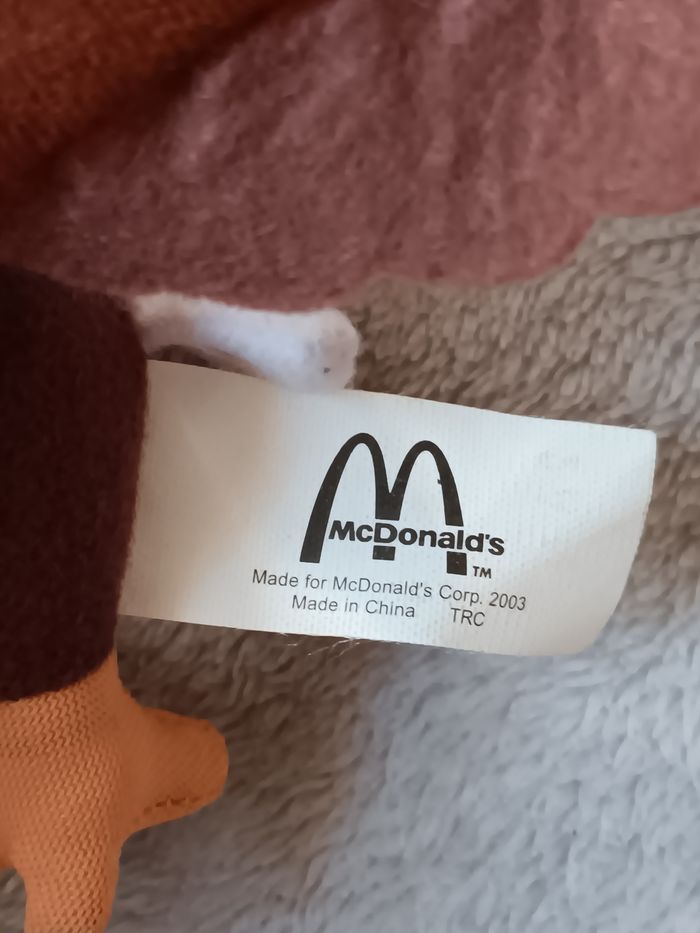 McDonald's
TM
Made for McDonald's Corp. 2003
Made in China TRC